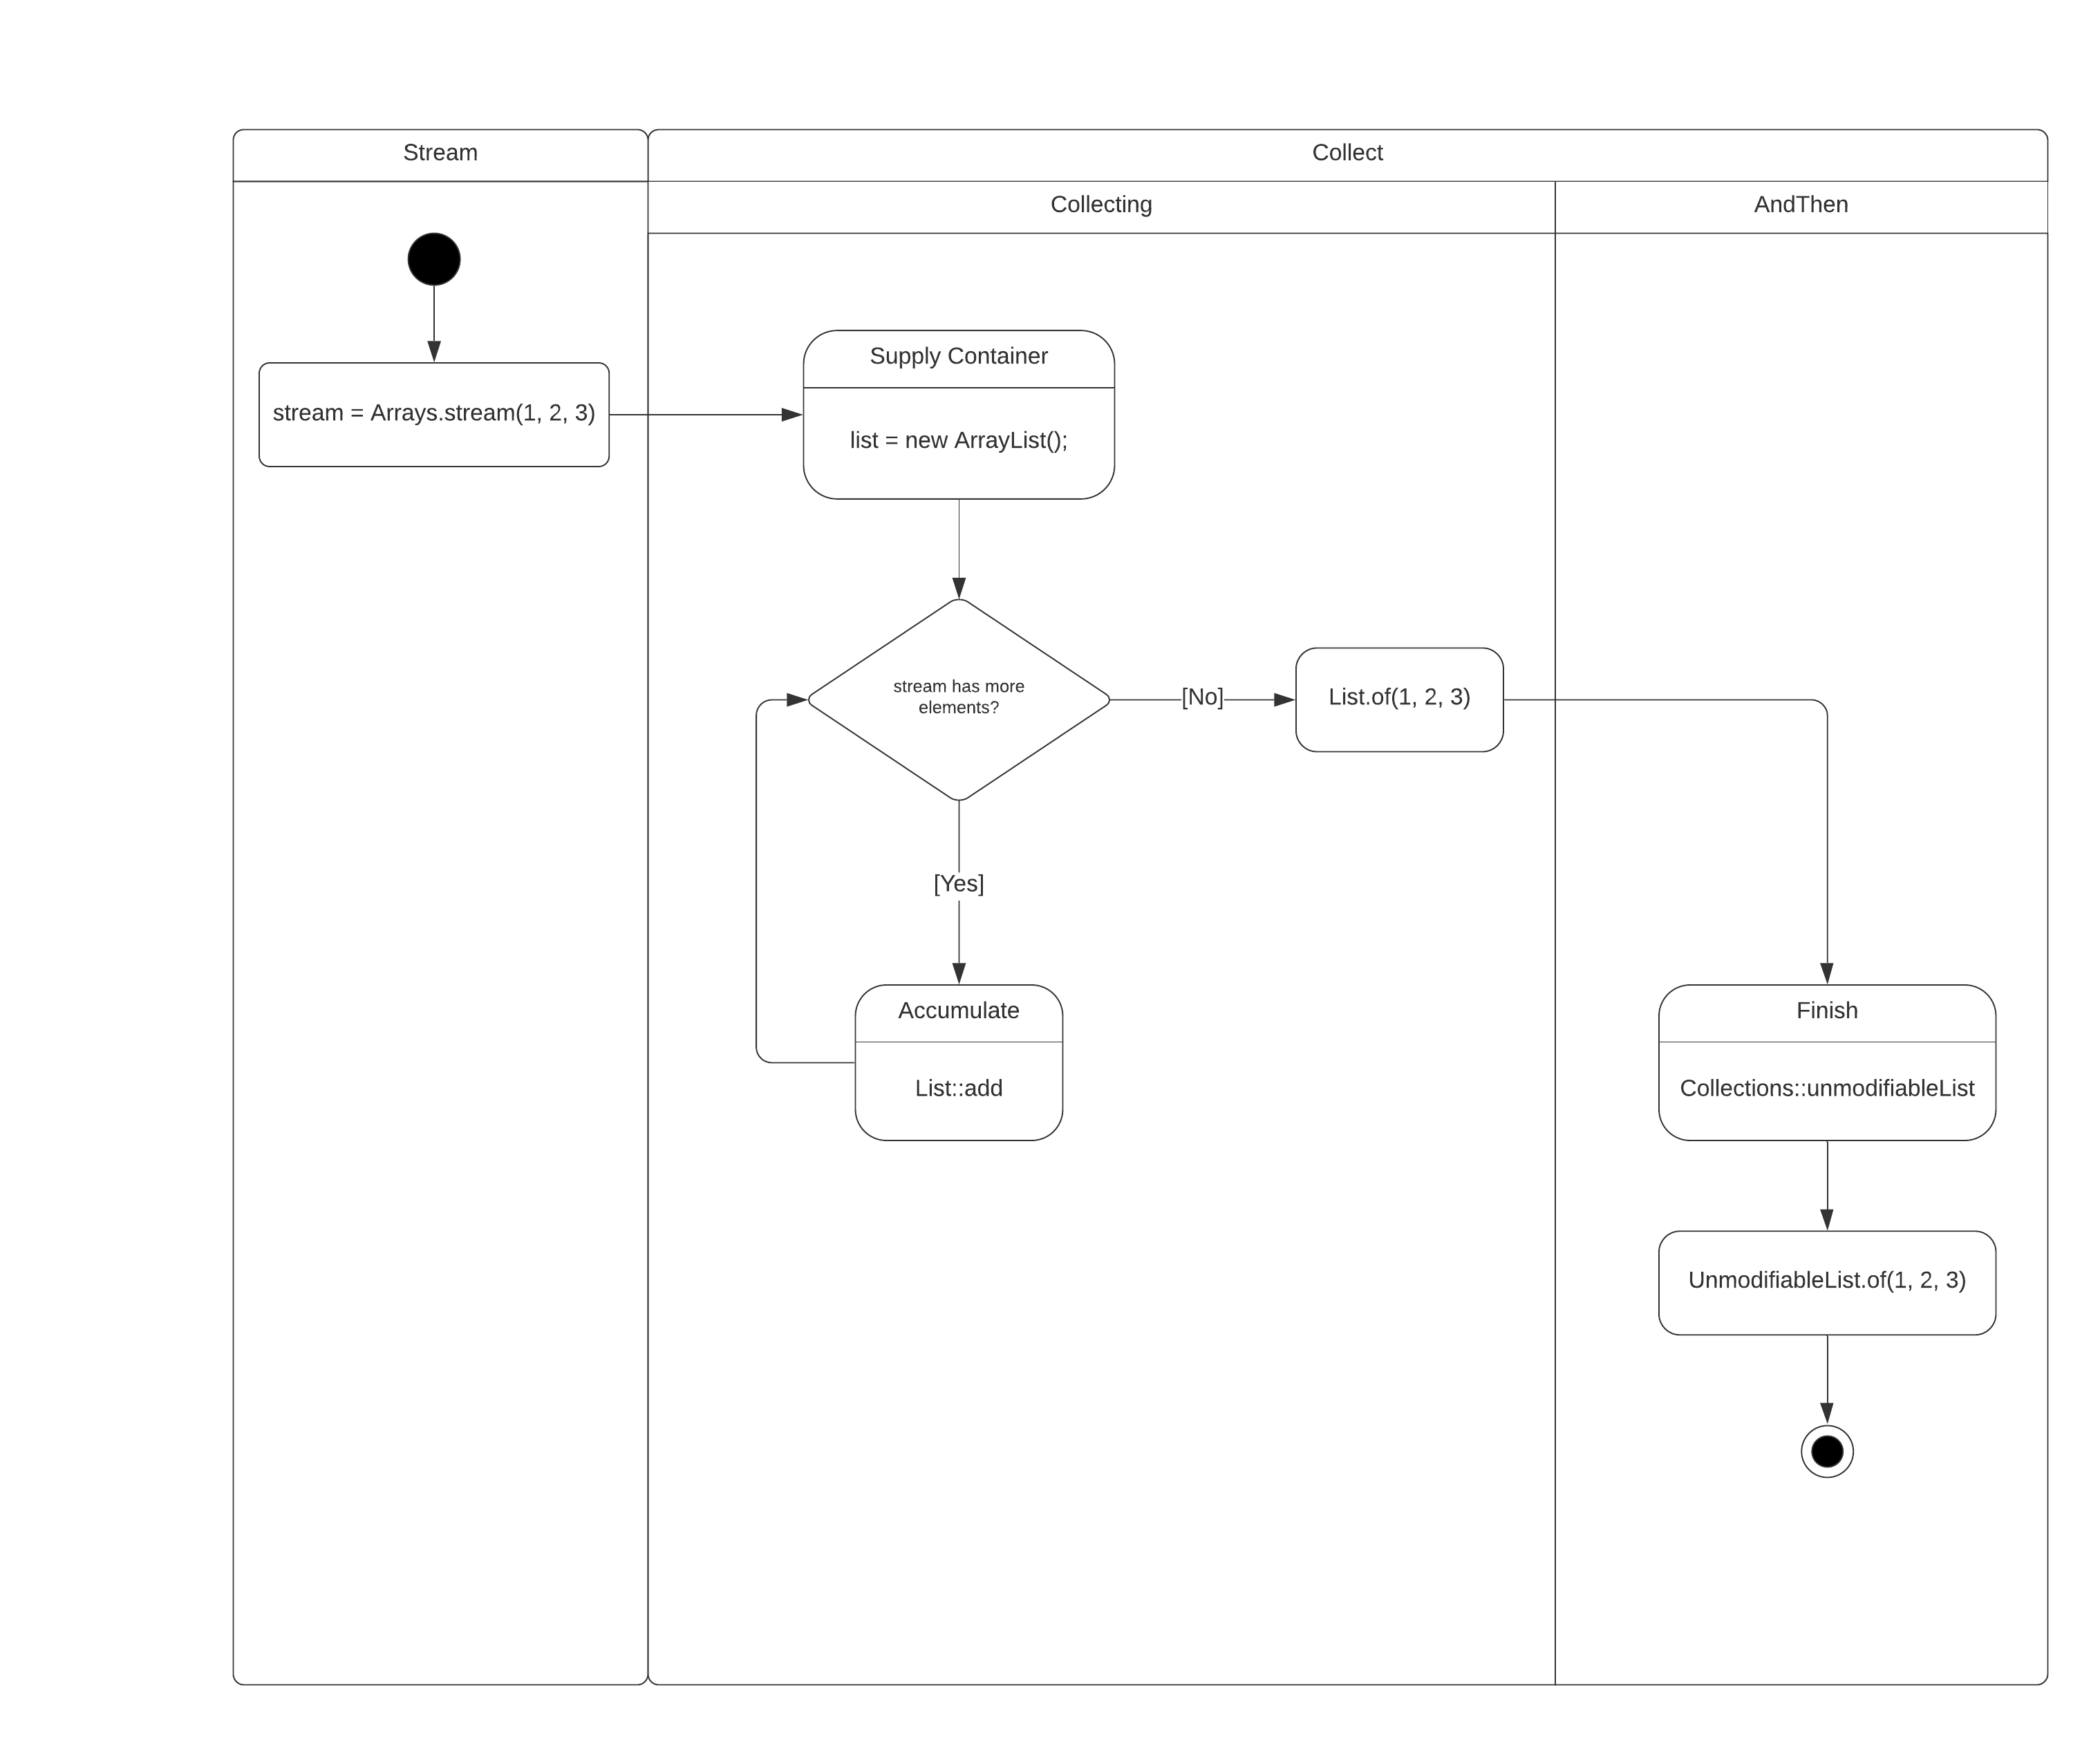 Stream
Collect
Collecting
AndThen
stream = Arrays.stream(1, 2, 3)
Supply Container
list = new ArrayList();
stream has more
elements?
[No]
List.of(1, 2, 3)
[Yes]
Accumulate
List::add
Finish
Collections::unmodifiableList
UnmodifiableList.of(1, 2, 3)